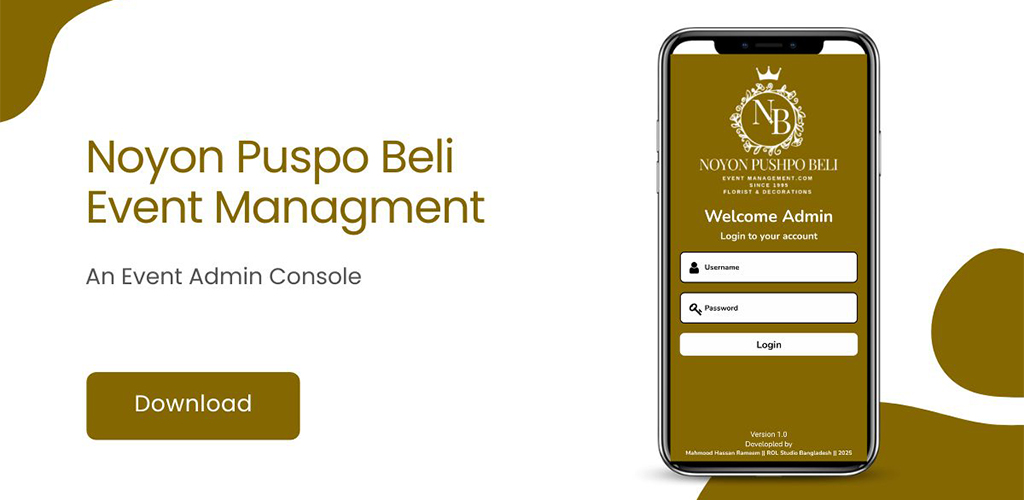 Noyon Puspo Beli
Event Managment
An Event Admin Console
Download
NB
NOYON PUSHPO BELI
EVENT MANAGEMENT.COM
SINCE 1995
FLORIST & DECORATIONS
Welcome Admin
Login to your account
Username
Password
Login
Version 1.0
Developled by
Mahmood Hassan Rameem || ROL Studio Bangladesh || 2025